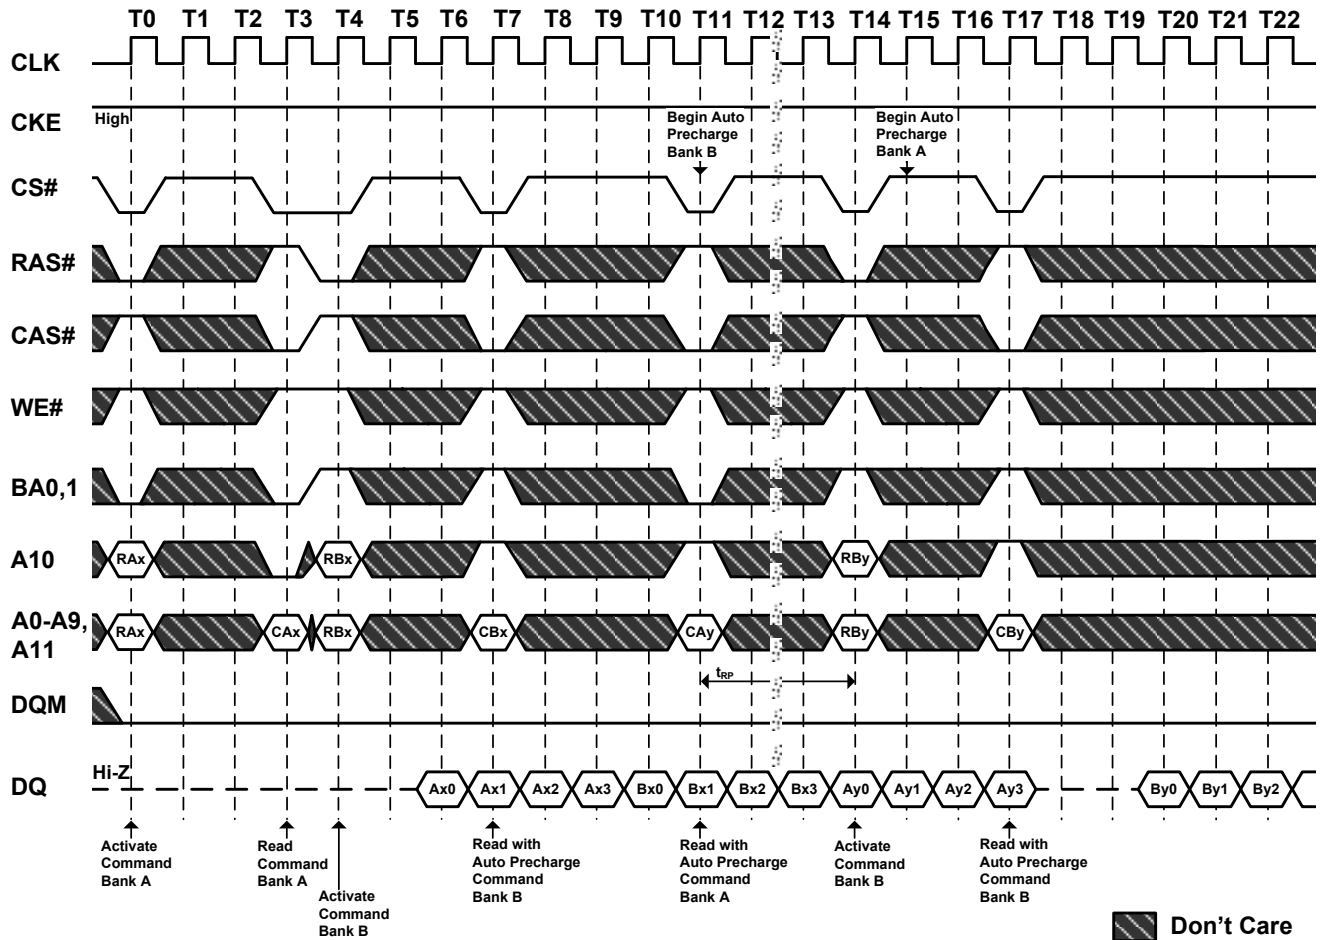 T0 T1 T2 T3 T4 T5 T6 T7 T8 T9 T10 T11 T12 T13 T14 T15 T16 T17 T18 T19 T20 T21 T22
CLK
CKE
High
Begin Auto
Precharge
Bank B
Begin Auto
Precharge
Bank A
CS#
RAS#
CAS#
WE#
BA0,1
A10
RAx RBx RBy
A0-A9,
A11
RAx CAx RBx CBx CAy RBy CBy
tRP
DQM
DQ
Hi-Z
Ax0 Ax1 Ax2 Ax3 Bx0 Bx1 Bx2 Bx3 Ay0 Ay1 Ay2 Ay3 By0 By1 By2
Activate
Command
Bank A
Read
Command
Bank A
Activate
Command
Bank B
Read with
Auto Precharge
Command
Bank B
Read with
Auto Precharge
Command
Bank A
Activate
Command
Bank B
Read with
Auto Precharge
Command
Bank B
Don't Care